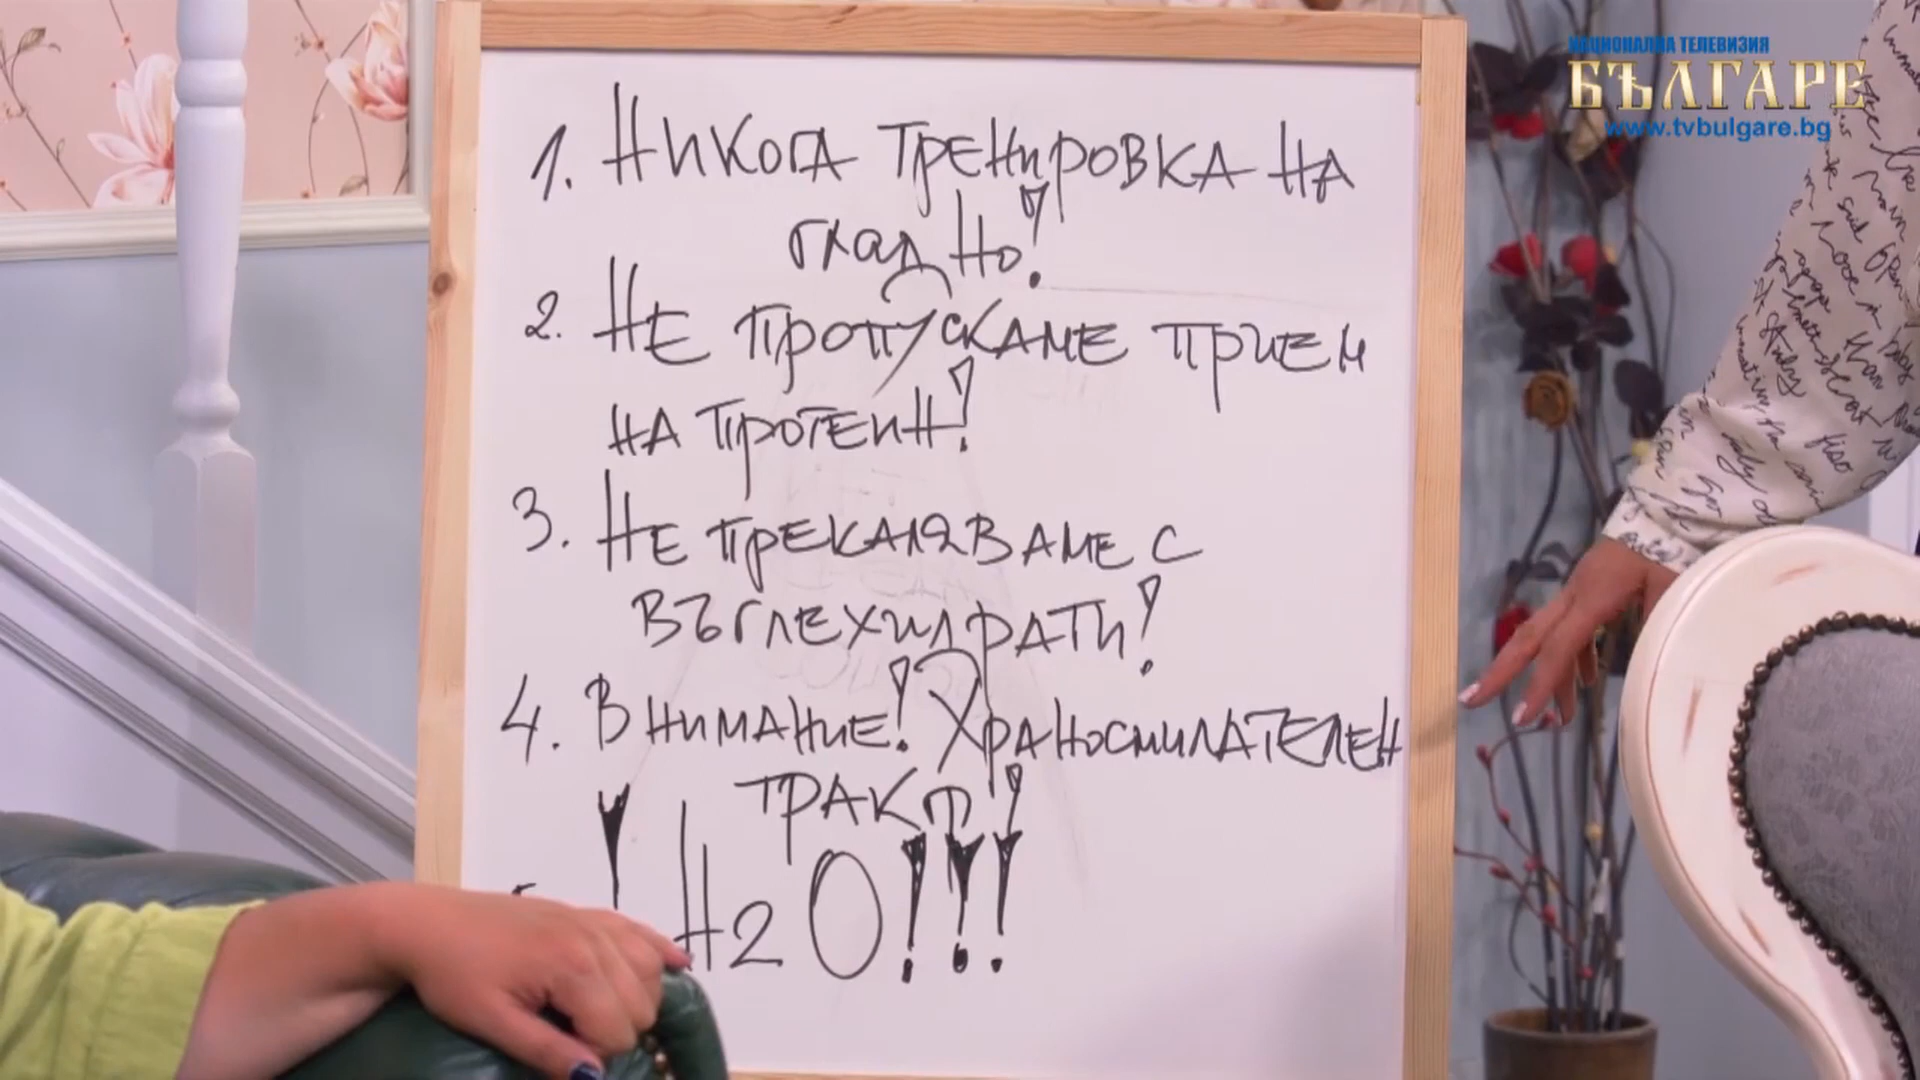 НАЦИОНАЛНА ТЕЛЕВИЗИЯ
БЪЛГАРЕ
www.tvbulgare.bg
1. НИКОГА ТРЕНИРОВКА НА
ГЛАДНО!
2. НЕ ПРОПУСКАМЕ ПРИЕМ
НА ПРОТЕИН!
3. НЕ ПРЕКАЛЯВАМЕ С
ВЪГЛЕХИДРАТИ!
4. ВНИМАНИЕ! ХРАНОСМИЛАТЕЛЕН
ТРАКТ!
H2O!!!